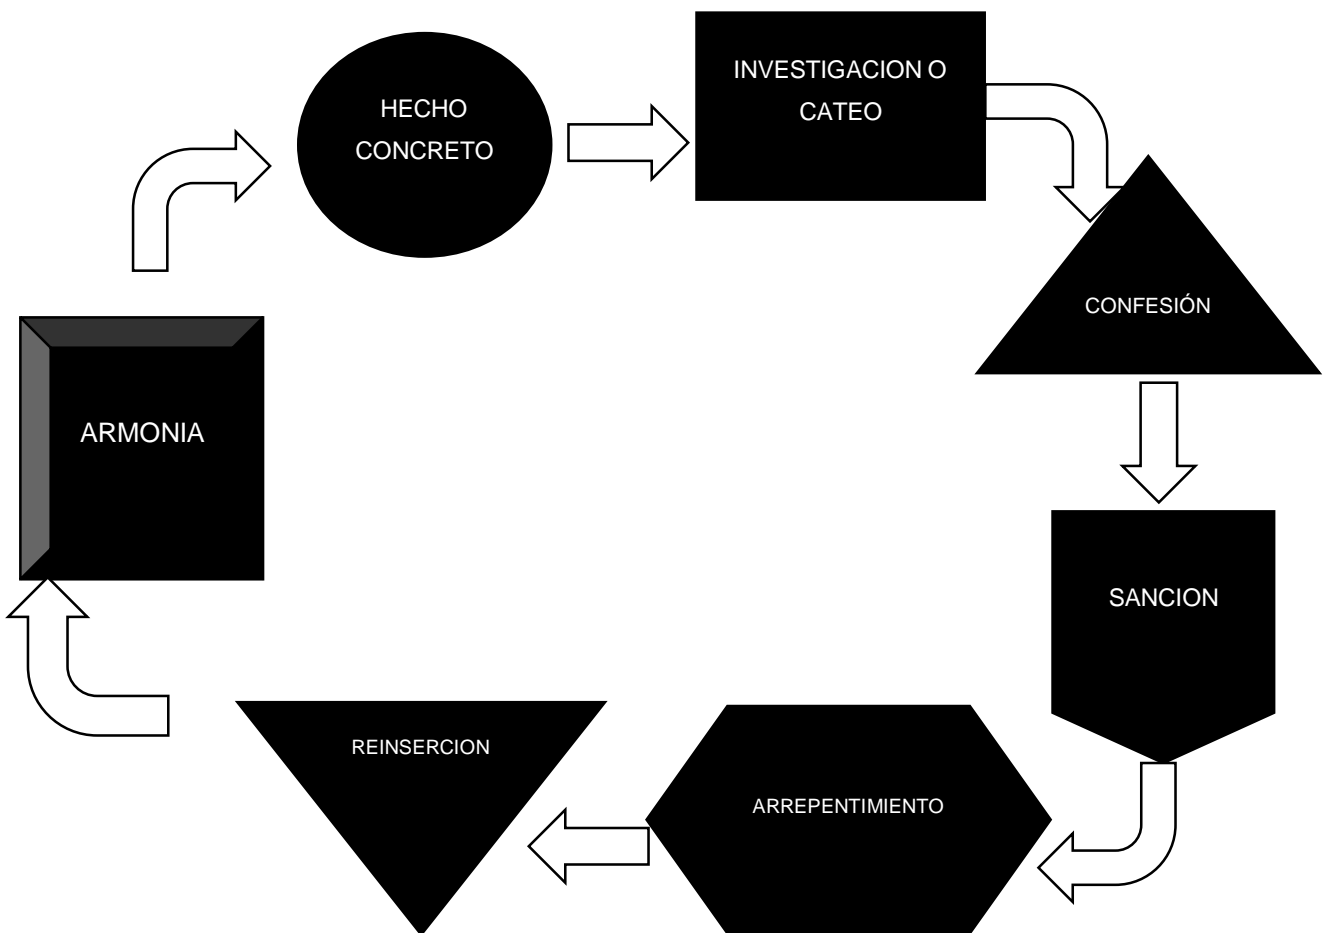 HECHO
CONCRETO
INVESTIGACION O
CATEO
CONFESIÓN
SANCION
ARREPENTIMIENTO
REINSERCION
ARMONIA